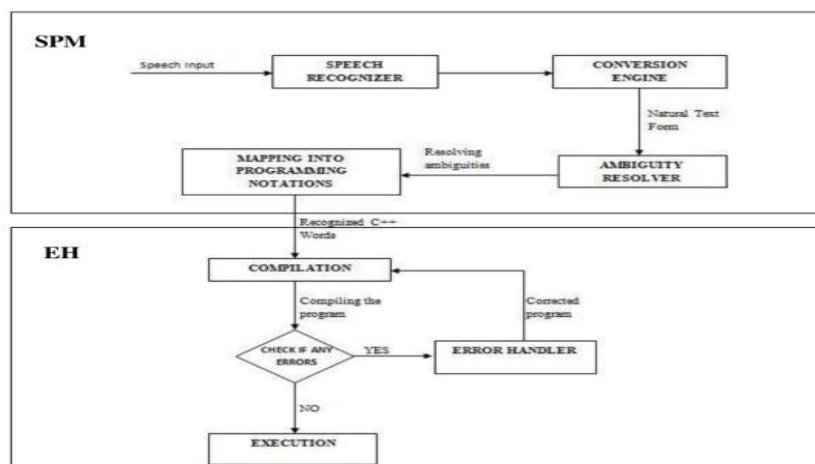 SPM
Speech Input
SPEECH
RECOGNIZER
CONVERSION
ENGINE
Natural Text
Form
AMBIGUITY
RESOLVER
Resolving
ambiguities
MAPPING INTO
PROGRAMMING
NOTATIONS
Recognized C++
Words
EH
COMPILATION
Compiling the
program
CHECK IF ANY
ERRORS
YES
ERROR HANDLER
Corrected
program
NO
EXECUTION